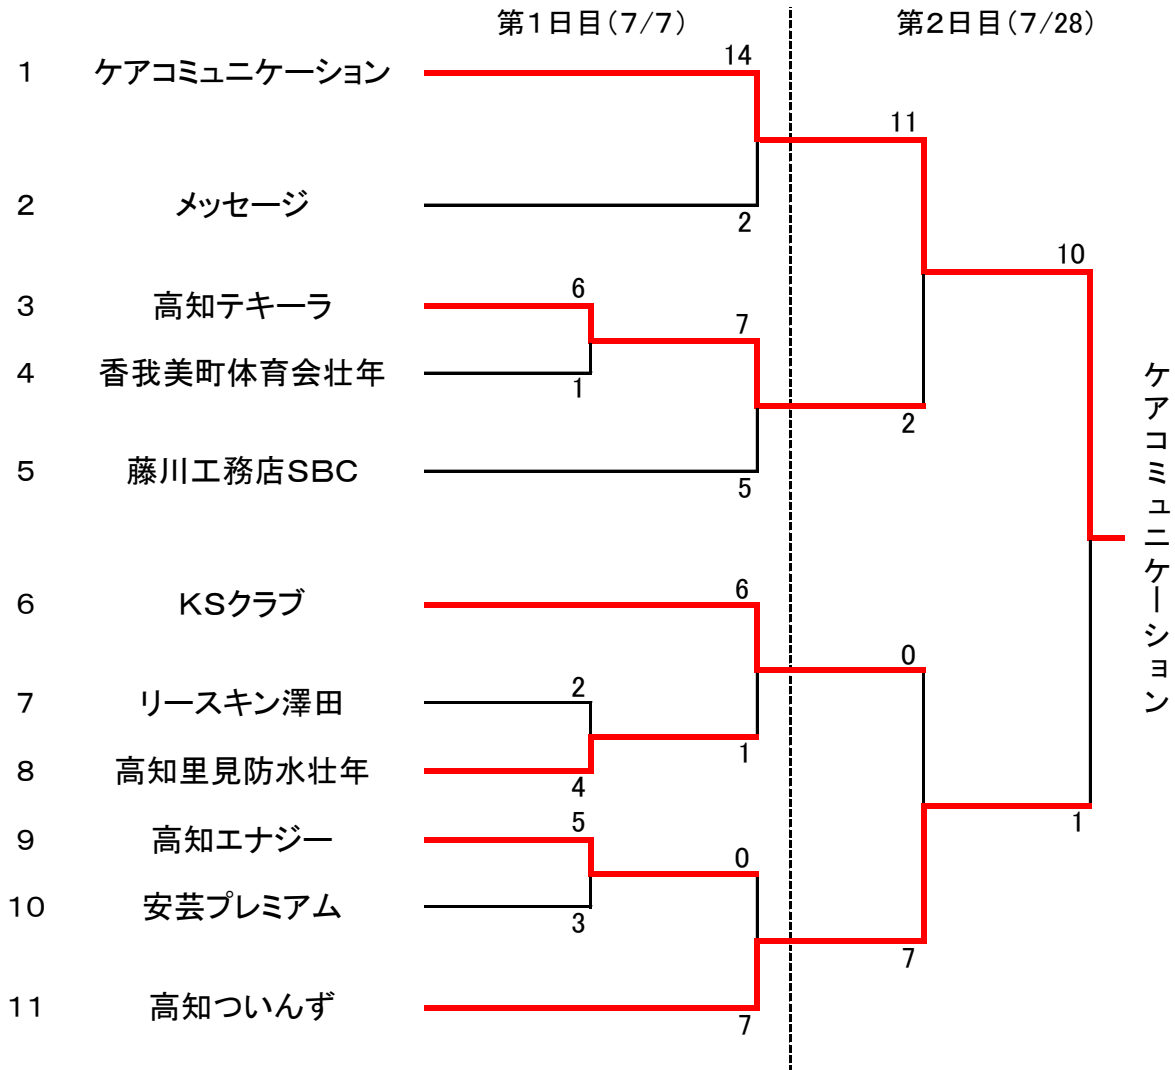 第1日目(7/7) 第2日目(7/28)
14
1 ケアコミュニケーション
11
2 メッセージ
2
10
6
3 高知テキーラ
7
4 香我美町体育会壮年
1
2
5 藤川工務店SBC
5
ケアコミュニケーション
6
6 KSクラブ
0
2
7 リースキン澤田
1
8 高知里見防水壮年
4
5
1
9 高知エナジー
0
10 安芸プレミアム
3
7
11 高知ついんず
7